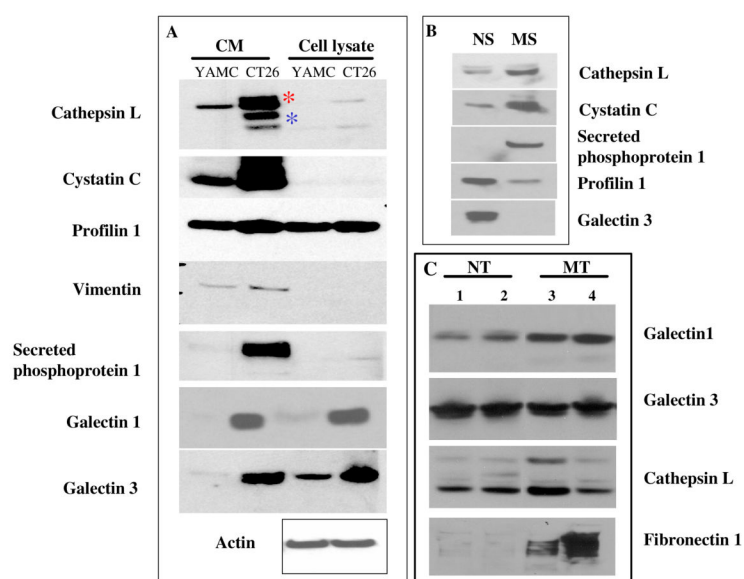 A
CM Cell lysate
YAMC CT26 YAMC CT26
Cathepsin L
*
*
Cystatin C
Profilin 1
Vimentin
Secreted
phosphoprotein 1
Galectin 1
Galectin 3
Actin
B
NS MS
Cathepsin L
Cystatin C
Secreted
phosphoprotein 1
Profilin 1
Galectin 3
C
NT MT
1 2 3 4
Galectin1
Galectin 3
Cathepsin L
Fibronectin 1